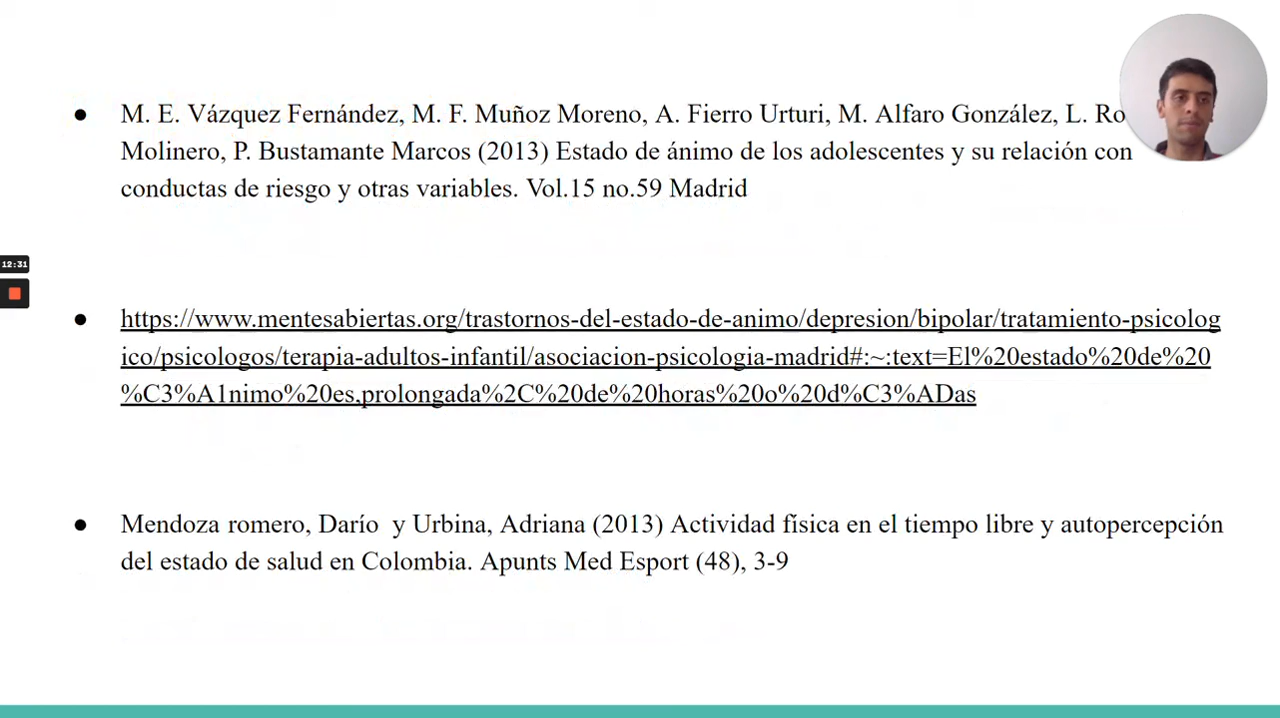 ● M. E. Vázquez Fernández, M. F. Muñoz Moreno, A. Fierro Urturi, M. Alfaro González, L.
Molinero, P. Bustamante Marcos (2013) Estado de ánimo de los adolescentes y su relación con
conductas de riesgo y otras variables. Vol.15 no.59 Madrid
12:31
● https://www.mentesabiertas.org/trastornos-del-estado-de-animo/depresion/bipolar/tratamiento-psicolog
ico/psicologos/terapia-adultos-infantil/asociacion-psicologia-madrid#:~:text=El%20estado%20de%20
%C3%A1nimo%20es,prolongada%2C%20de%20horas%20o%20d%C3%ADas
● Mendoza romero, Darío  y Urbina, Adriana (2013) Actividad física en el tiempo libre y autopercepción
del estado de salud en Colombia. Apunts Med Esport (48), 3-9